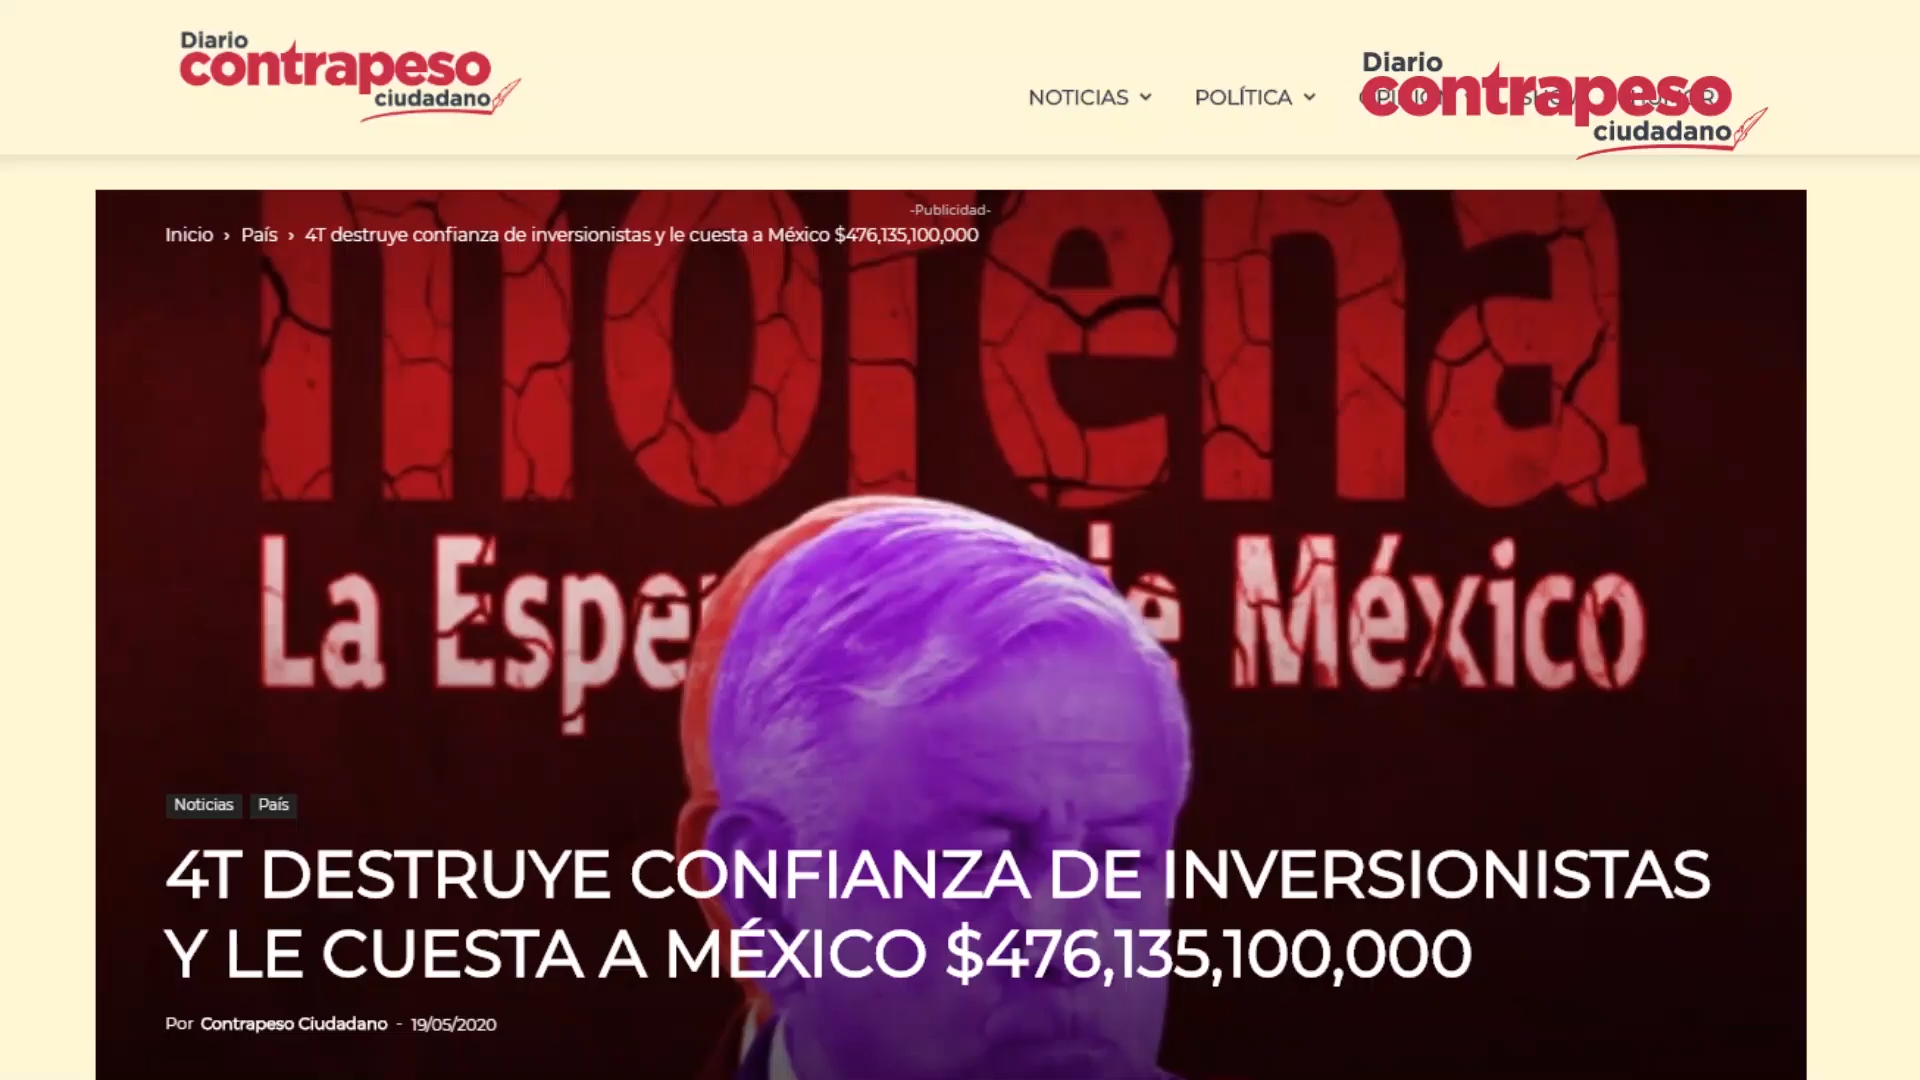 Diario
contrapeso
ciudadano
NOTICIAS
POLÍTICA
Diario
contrapeso
ciudadano
-Publicidad-
Inicio › País › 4T destruye confianza de inversionistas y le cuesta a México $476,135,100,000
morena
La Espe de México
Noticias País
4T DESTRUYE CONFIANZA DE INVERSIONISTAS
Y LE CUESTA A MÉXICO $476,135,100,000
Por Contrapeso Ciudadano - 19/05/2020